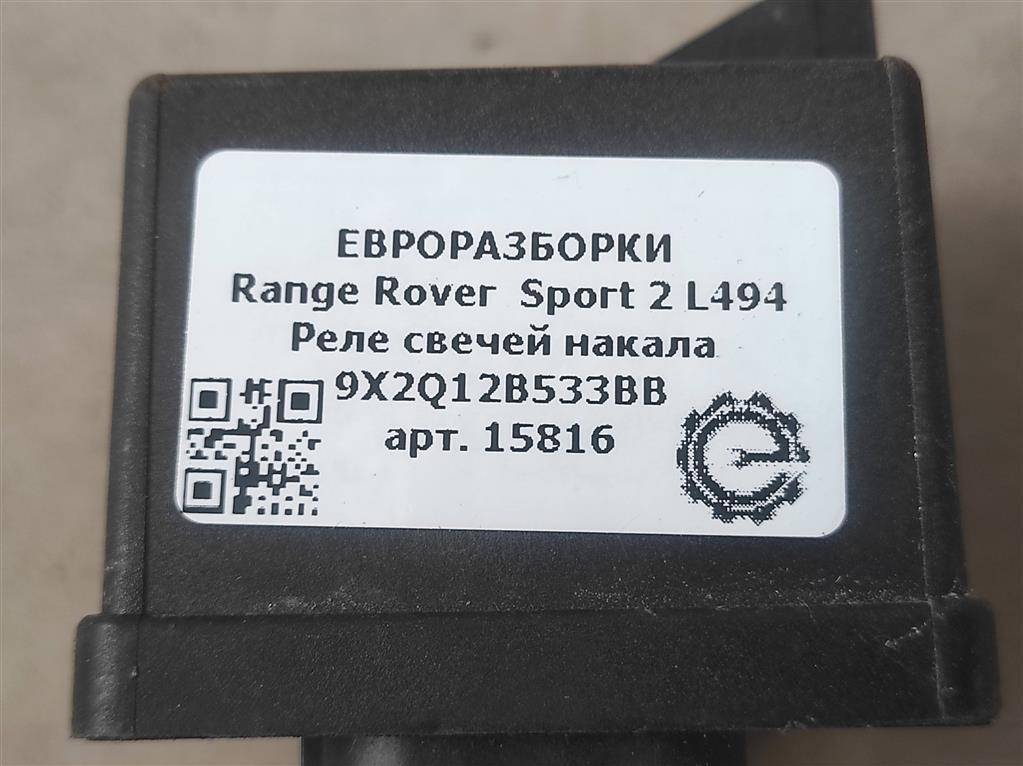 ЕВРОРАЗБОРКИ
Range Rover Sport 2 L494
Реле свечей накала
9X2Q12B533BB
арт. 15816